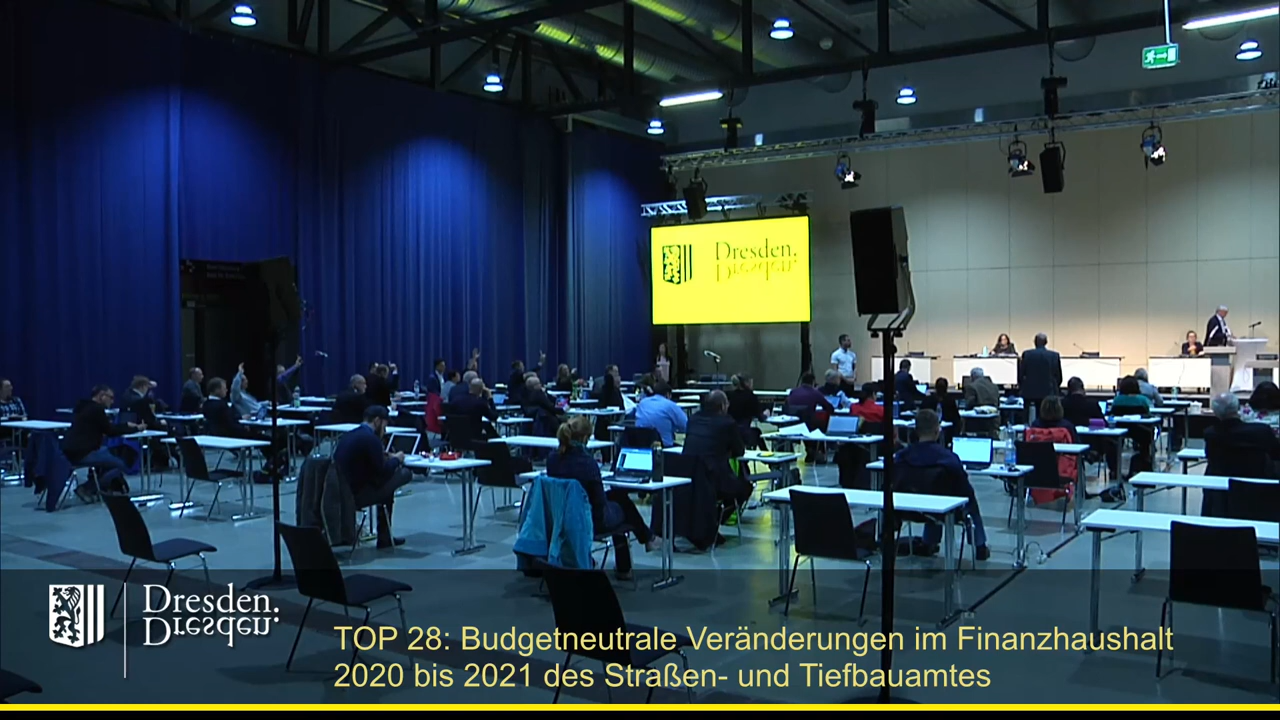 Dresden.
Dresden.
Dresden.
Dresden.
TOP 28: Budgetneutrale Veränderungen im Finanzhaushalt
2020 bis 2021 des Straßen- und Tiefbauamtes